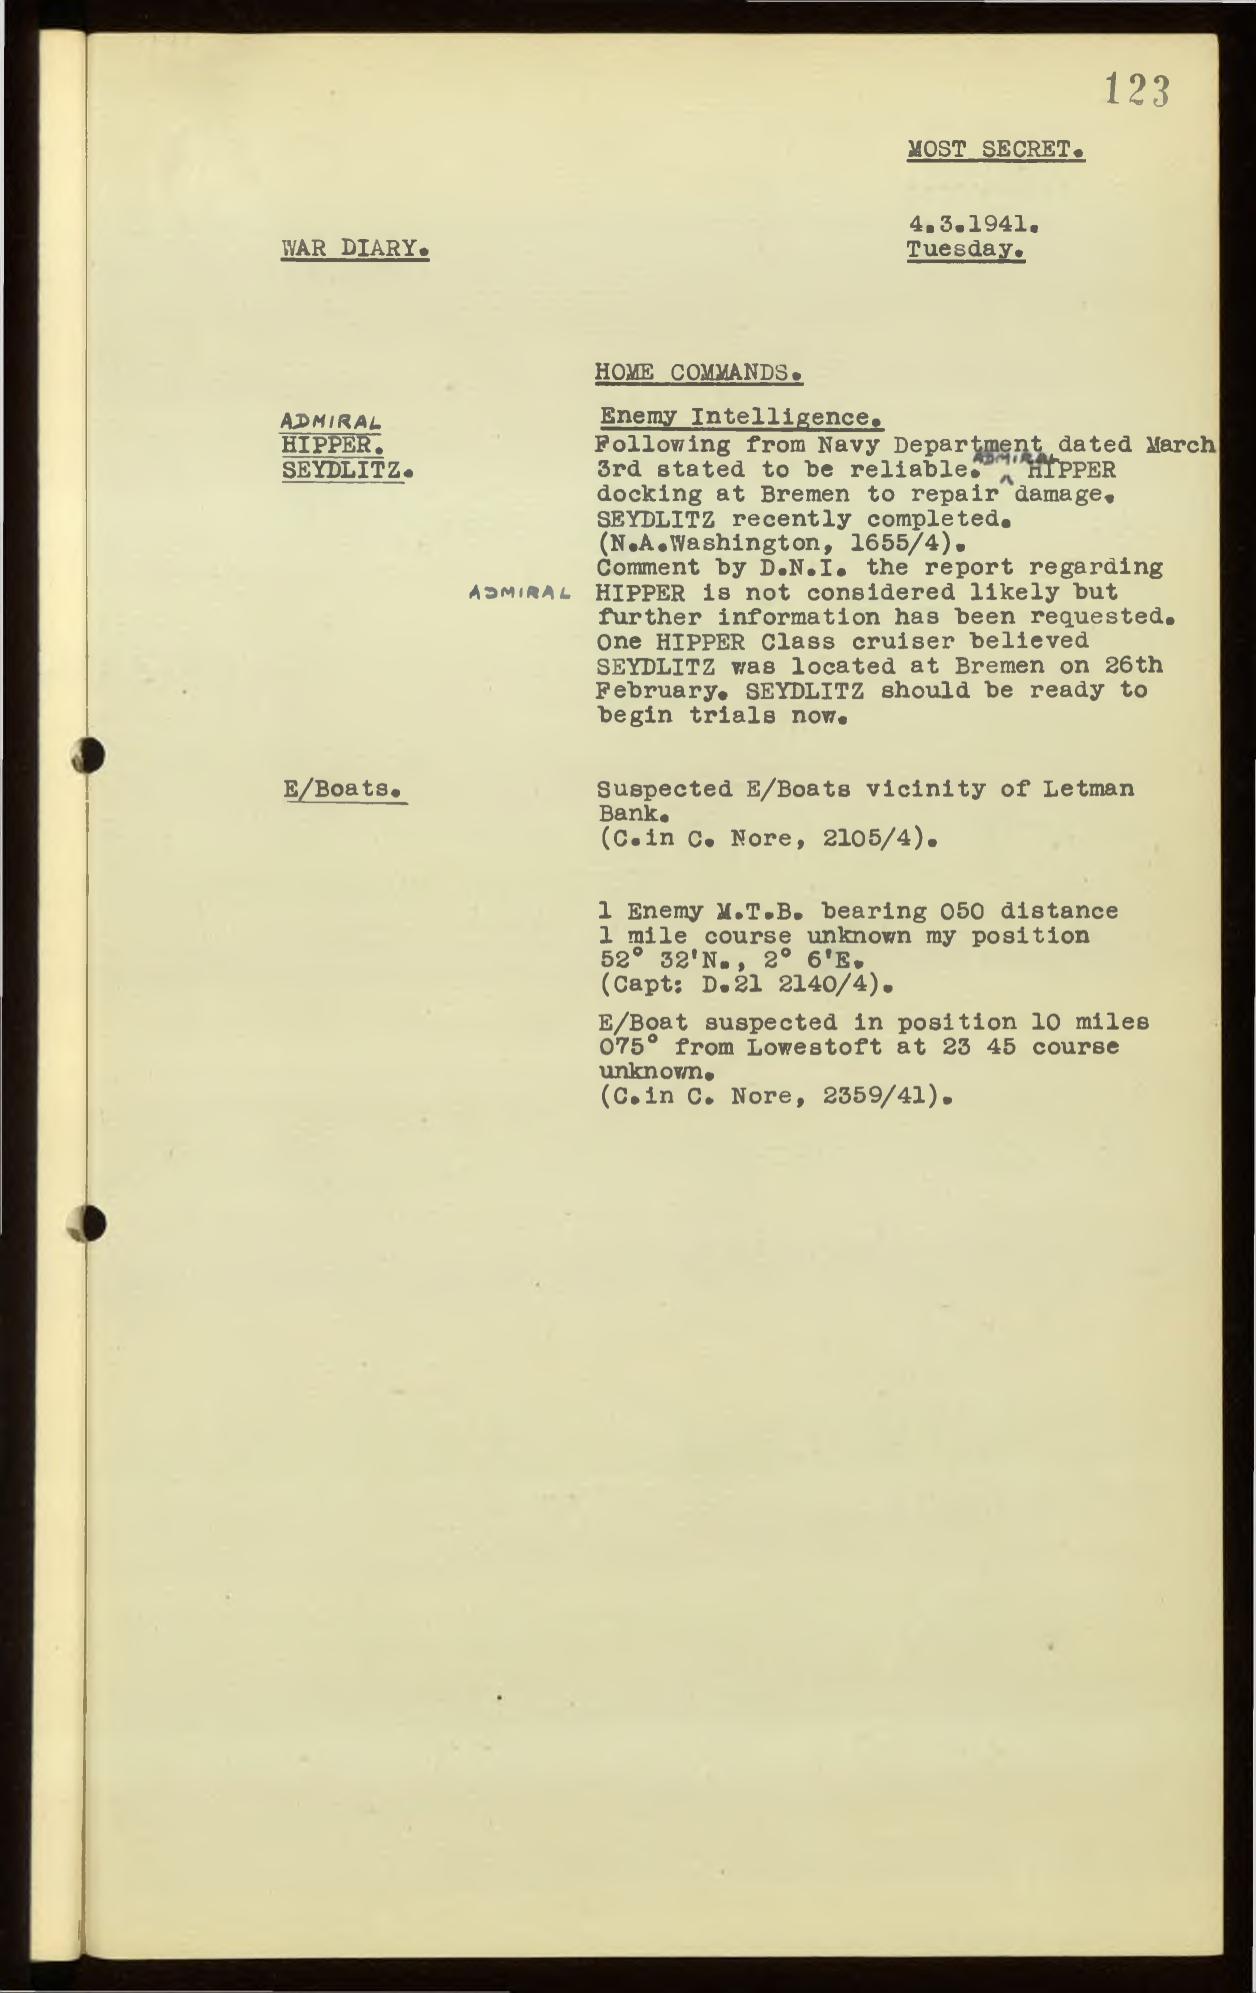 123
MOST SECRET.
4.3.1941.
WAR DIARY.
Tuesday.
HOME COMMANDS.
ADMIRAL
HIPPER.
SEYDLITZ.
Enemy Intelligence.
Following from Navy Department dated March
3rd stated to be reliable. ADMIRAL HIPPER
docking at Bremen to repair damage.
SEYDLITZ recently completed.
(N.A.Washington, 1655/4).
Comment by D.N.I. the report regarding
ADMIRAL HIPPER is not considered likely but
further information has been requested.
One HIPPER Class cruiser believed
SEYDLITZ was located at Bremen on 26th
February. SEYDLITZ should be ready to
begin trials now.
E/Boats.
Suspected E/Boats vicinity of Letman
Bank.
(C.in C. Nore, 2105/4).
1 Enemy M.T.B. bearing 050 distance
1 mile course unknown my position
52° 32'N., 2° 6'E.
(Capt: D.21 2140/4).
E/Boat suspected in position 10 miles
075° from Lowestoft at 23 45 course
unknown.
(C.in C. Nore, 2359/41).